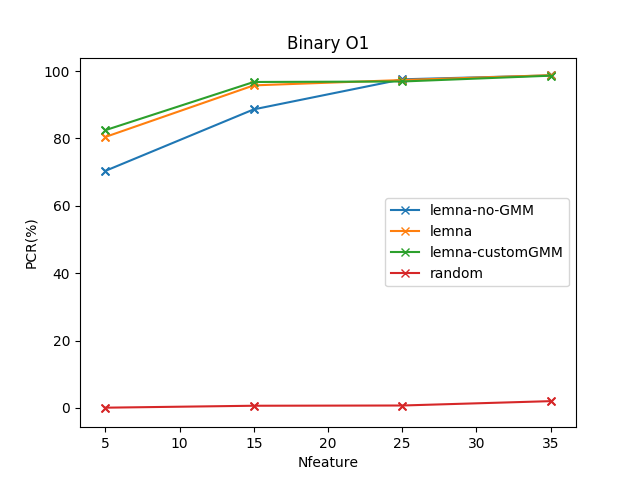 Binary O1
PCR(%)
100
80
60
40
20
0
lemna-no-GMM
lemna
lemna-customGMM
random
5 10 15 20 25 30 35
Nfeature